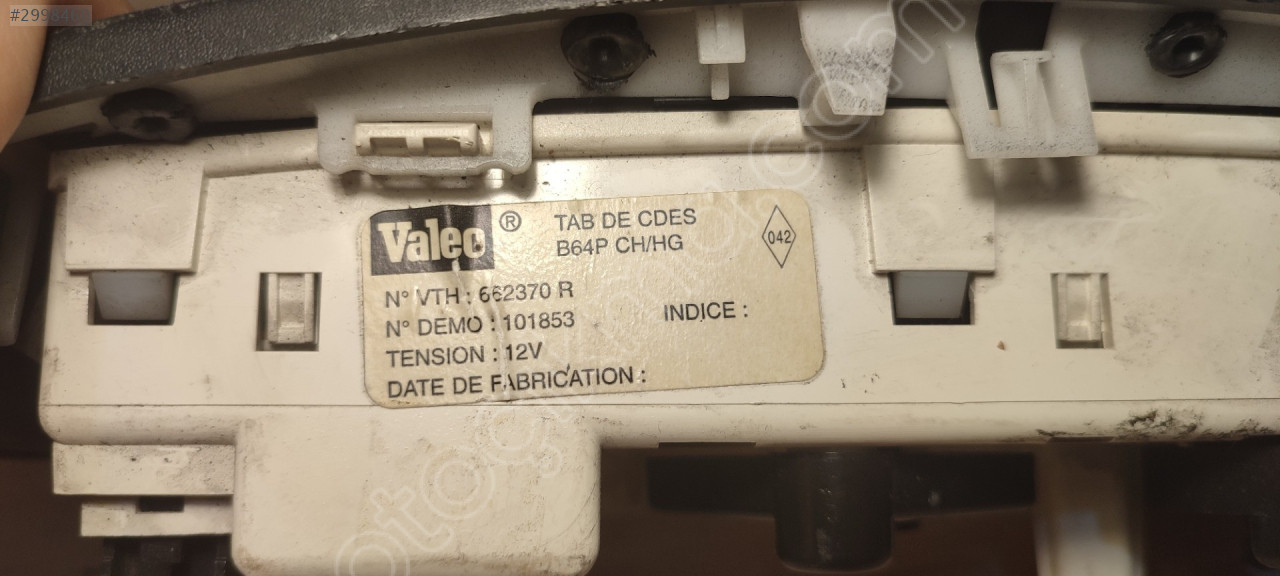 Valeo ® TAB DE CDES
B64P CH/HG
042
N° VTH : 662370 R
N° DEMO : 101853 INDICE :
TENSION : 12V
DATE DE FABRICATION :